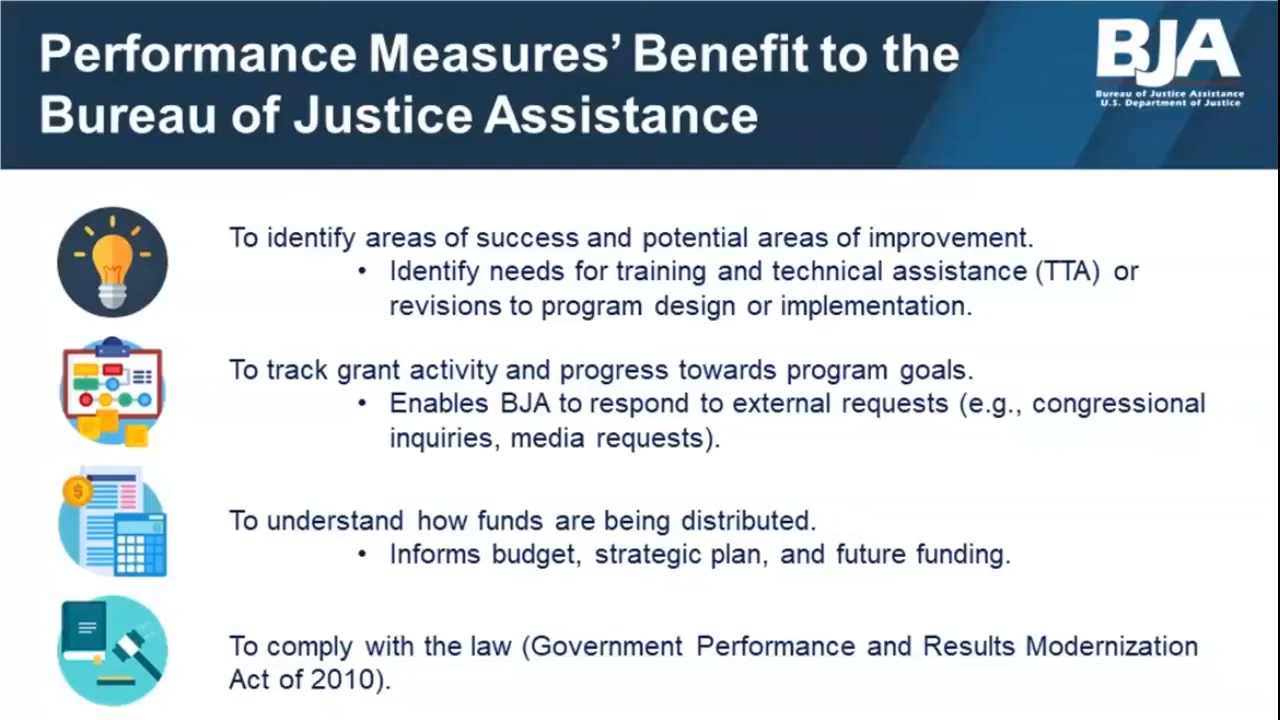 Performance Measures’ Benefit to the
Bureau of Justice Assistance
BJA
Bureau of Justice Assistance
U.S. Department of Justice
To identify areas of success and potential areas of improvement.
• Identify needs for training and technical assistance (TTA) or
revisions to program design or implementation.
To track grant activity and progress towards program goals.
• Enables BJA to respond to external requests (e.g., congressional
inquiries, media requests).
$
To understand how funds are being distributed.
• Informs budget, strategic plan, and future funding.
To comply with the law (Government Performance and Results Modernization
Act of 2010).